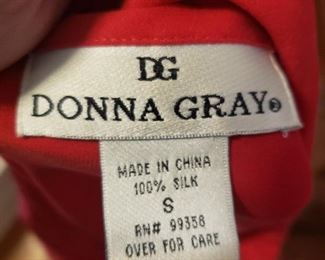 DG
DONNA GRAY®
MADE IN CHINA
100% SILK
S
RN# 99358
OVER FOR CARE